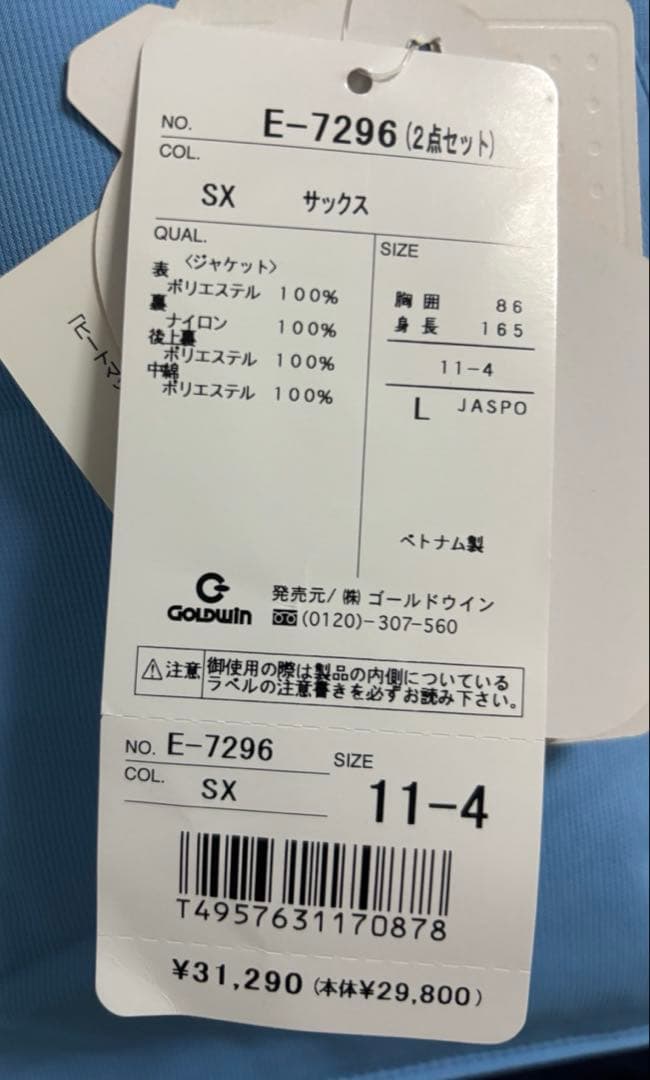 NO. E-7296(2点セット)
COL.
SX サックス
QUAL.
〈ジャケット〉
表
ポリエステル 100%
裏
ナイロン 100%
後上裏
ポリエステル 100%
中綿
ポリエステル 100%
SIZE
胸囲 86
身長 165
11-4
L JASPO
ベトナム製
GOLDWIN
発売元/㈱ゴールドウイン
(0120)-307-560
注意 御使用の際は製品の内側についている
ラベルの注意書きを必ずお読み下さい。
NO. E-7296
COL. SX
SIZE
11-4
T4957631170878
¥31,290(本体¥29,800)
「ヒートマ